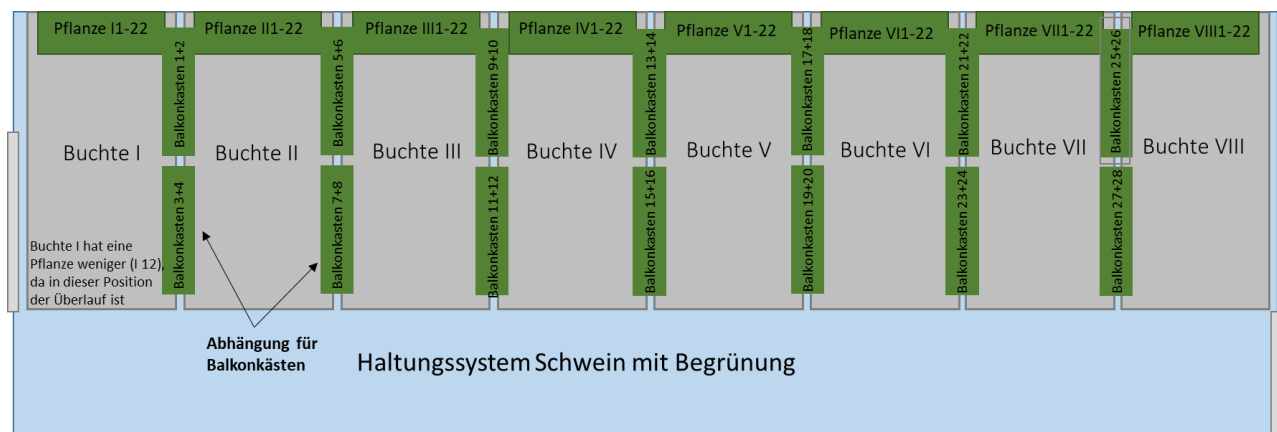 Pflanze I1-22
Pflanze II1-22
Pflanze III1-22
Pflanze IV1-22
Pflanze V1-22
Pflanze VI1-22
Pflanze VII1-22
Pflanze VIII1-22
Balkonkasten 1+2
Balkonkasten 5+6
Balkonkasten 9+10
Balkonkasten 13+14
Balkonkasten 17+18
Balkonkasten 21+22
Balkonkasten 25+26
Buchte I
Buchte II
Buchte III
Buchte IV
Buchte V
Buchte VI
Buchte VII
Buchte VIII
Balkonkasten 3+4
Balkonkasten 7+8
Balkonkasten 11+12
Balkonkasten 15+16
Balkonkasten 19+20
Balkonkasten 23+24
Balkonkasten 27+28
Buchte I hat eine
Pflanze weniger (I 12),
da in dieser Position
der Überlauf ist
Abhängung für
Balkonkästen
Haltungssystem Schwein mit Begrünung